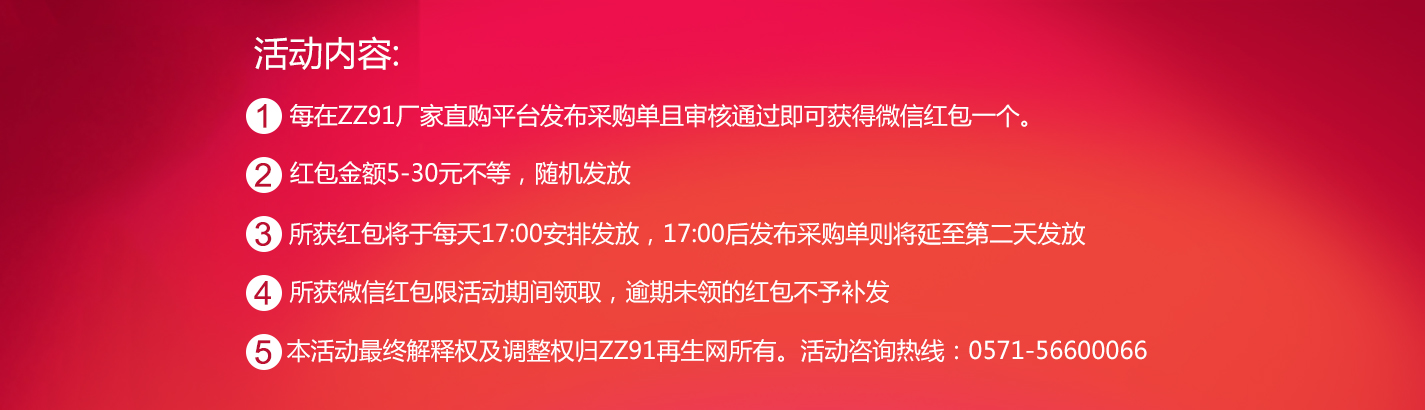 活动内容:
1 每在ZZ91厂家直购平台发布采购单且审核通过即可获得微信红包一个。
2 红包金额5-30元不等，随机发放
3 所获红包将于每天17:00安排发放，17:00后发布采购单则将延至第二天发放
4 所获微信红包限活动期间领取，逾期未领的红包不予补发
5 本活动最终解释权及调整权归ZZ91再生网所有。活动咨询热线：0571-56600066